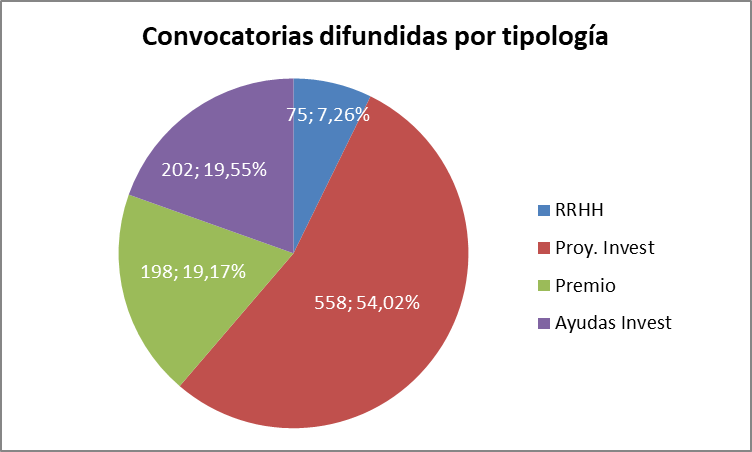 Convocatorias difundidas por tipología
75; 7,26%
202; 19,55%
198; 19,17%
558; 54,02%
RRHH
Proy. Invest
Premio
Ayudas Invest